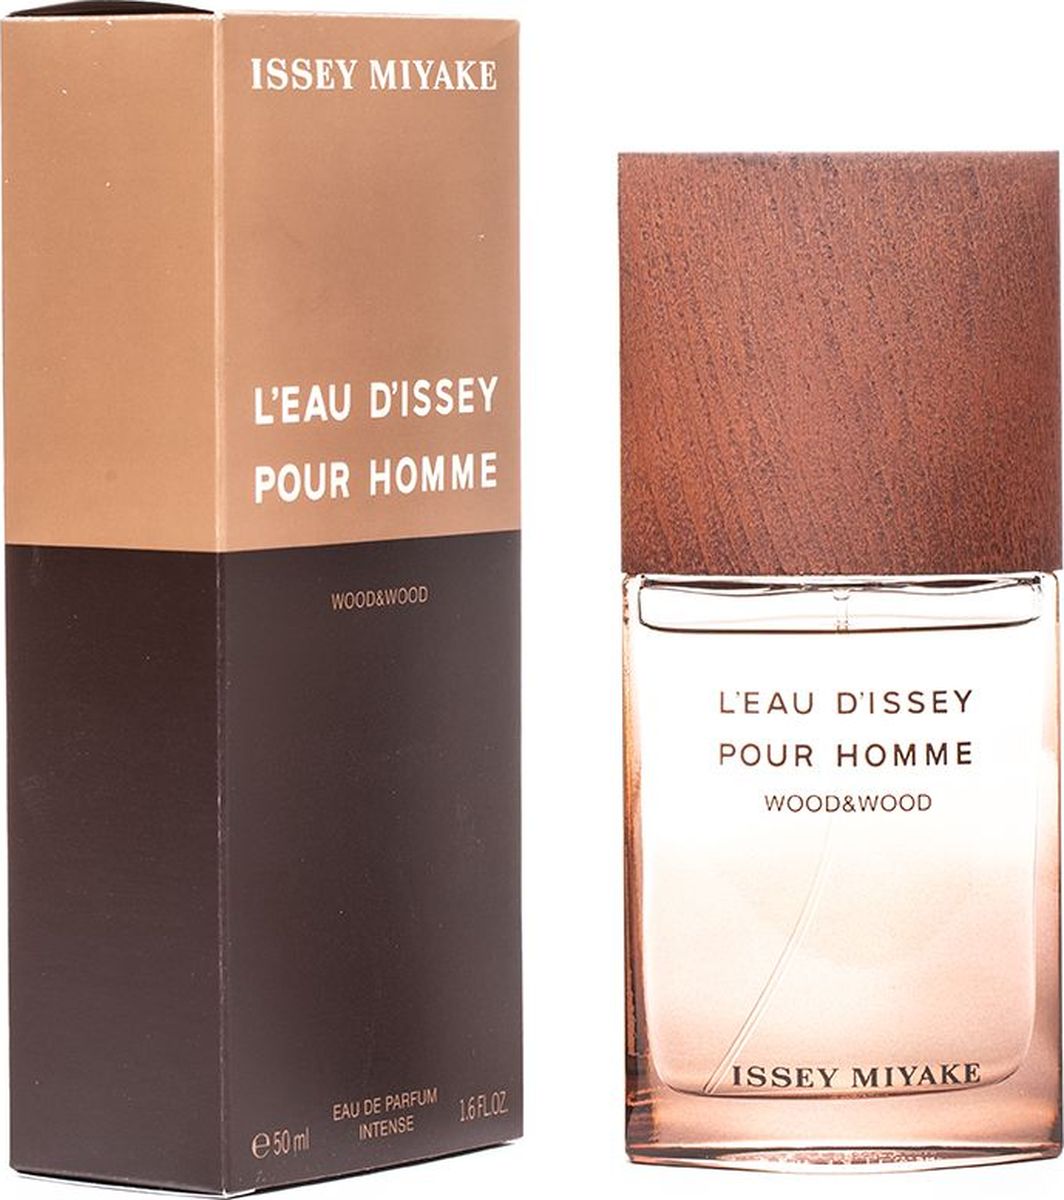 ISSEY MIYAKE
L'EAU D'ISSEY
POUR HOMME
WOOD&WOOD
EAU DE PARFUM
INTENSE
℮50 ml
1.6 FL.OZ.
L'EAU D'ISSEY
POUR HOMME
WOOD&WOOD
ISSEY MIYAKE